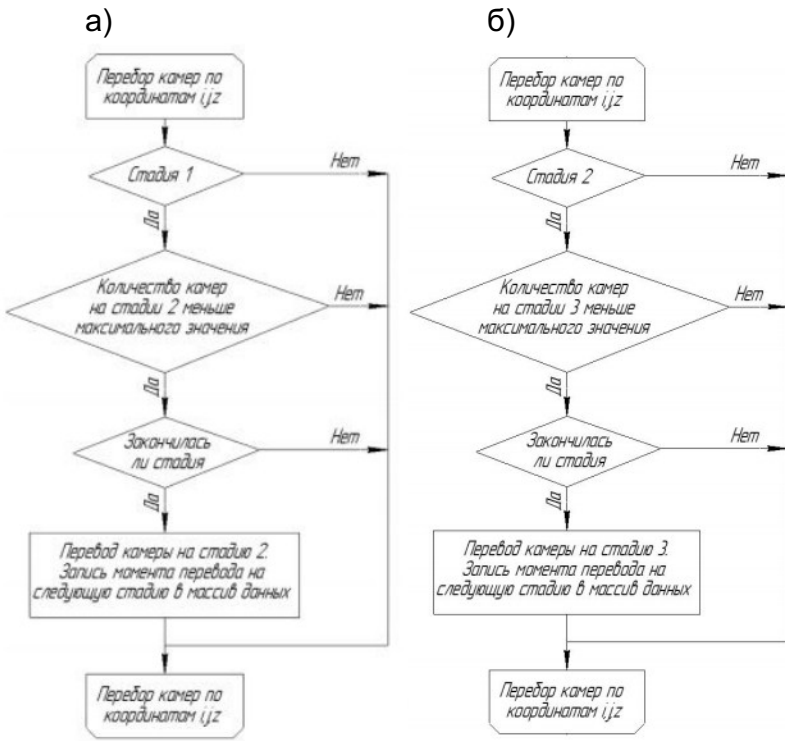 а)
Перебор камер по
координатам i,j,z
Стадия 1
Нет
Да
Количество камер
на стадии 2 меньше
максимального значения
Нет
Да
Закончилась
ли стадия
Нет
Да
Перевод камеры на стадию 2.
Запись момента перевода на
следующую стадию в массив данных
Перебор камер по
координатам i,j,z
б)
Перебор камер по
координатам i,j,z
Стадия 2
Нет
Да
Количество камер
на стадии 3 меньше
максимального значения
Нет
Да
Закончилась
ли стадия
Нет
Да
Перевод камеры на стадию 3.
Запись момента перевода на
следующую стадию в массив данных
Перебор камер по
координатам i,j,z